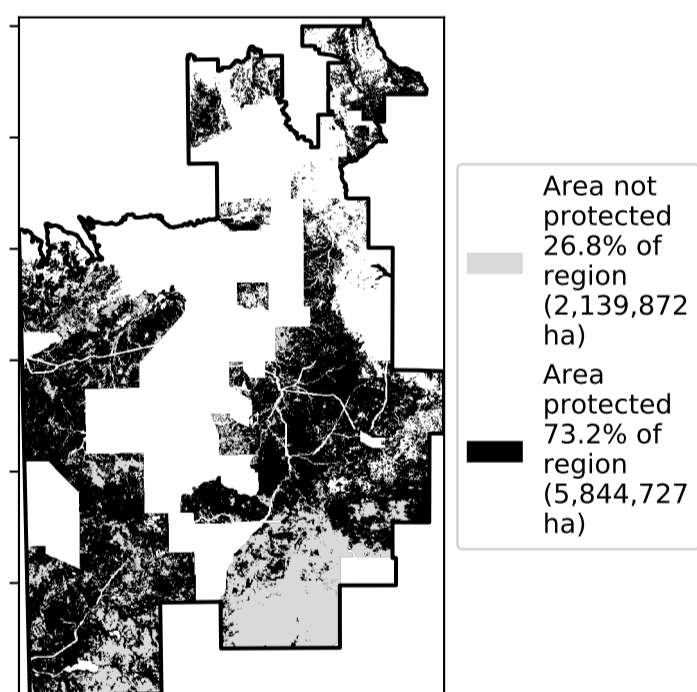 Area not
protected
26.8% of
region
(2,139,872
ha)
Area
protected
73.2% of
region
(5,844,727
ha)